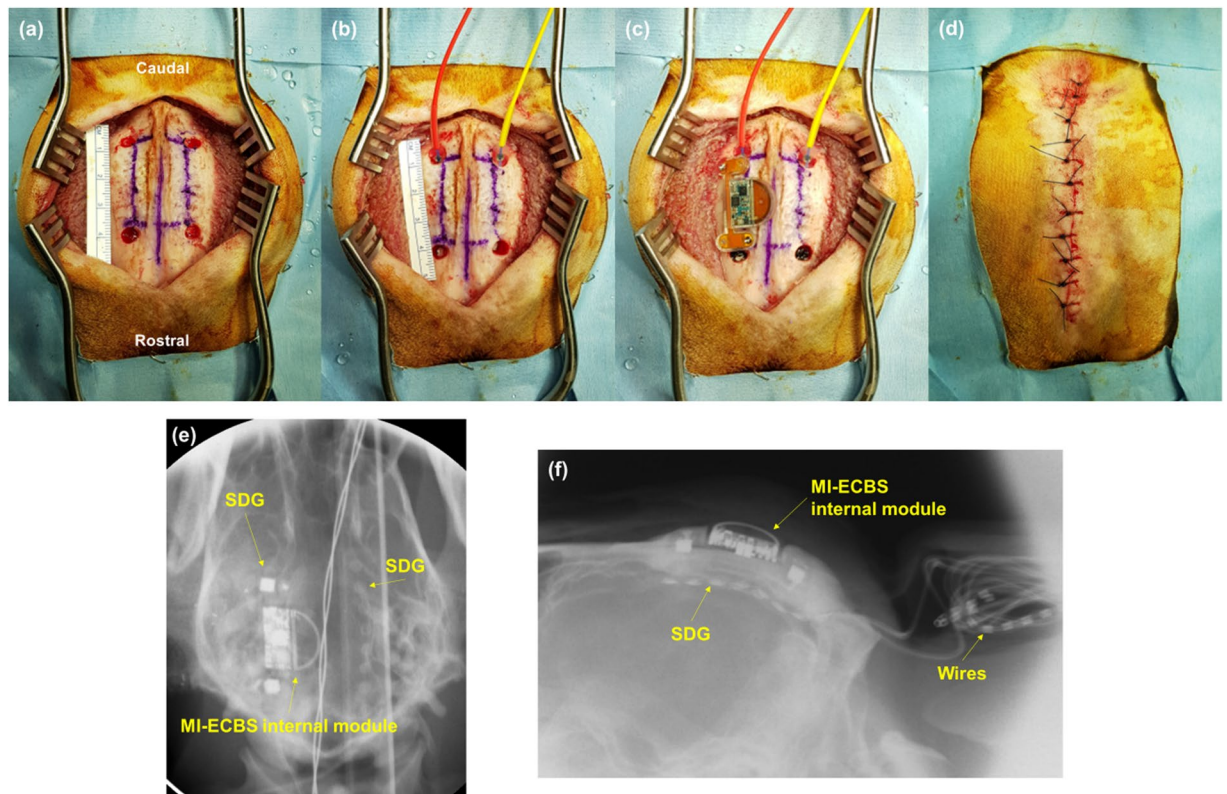 (a)
Caudal
Rostral
(b)
(c)
(d)
(e)
SDG
SDG
MI-ECBS internal module
(f)
MI-ECBS
internal module
SDG
Wires